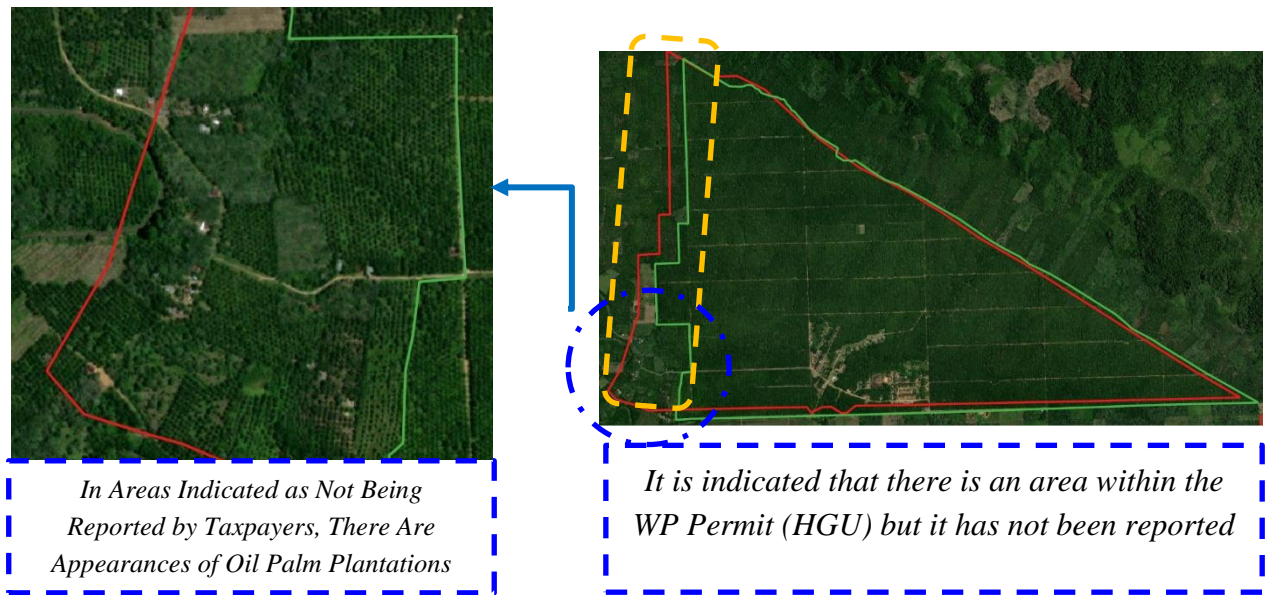 In Areas Indicated as Not Being
Reported by Taxpayers, There Are
Appearances of Oil Palm Plantations
It is indicated that there is an area within the
WP Permit (HGU) but it has not been reported